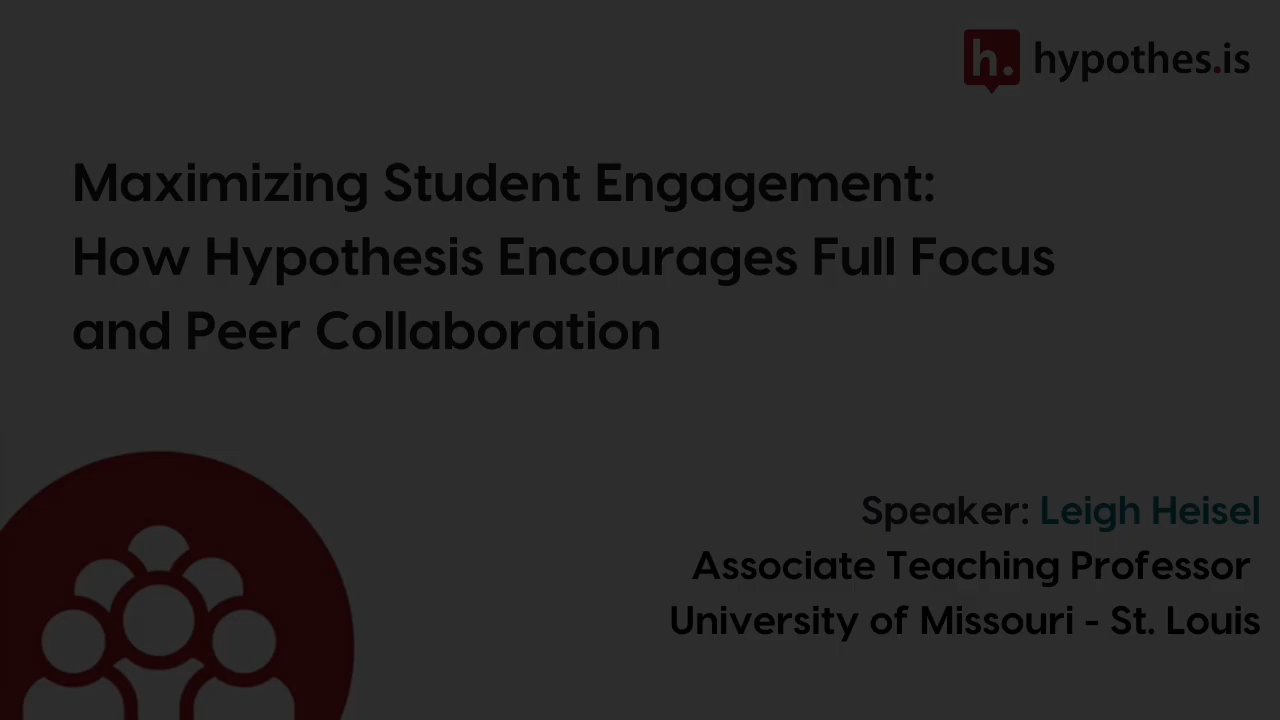 h. hypothes.is
Maximizing Student Engagement:
How Hypothesis Encourages Full Focus
and Peer Collaboration
Speaker: Leigh Heisel
Associate Teaching Professor
University of Missouri - St. Louis